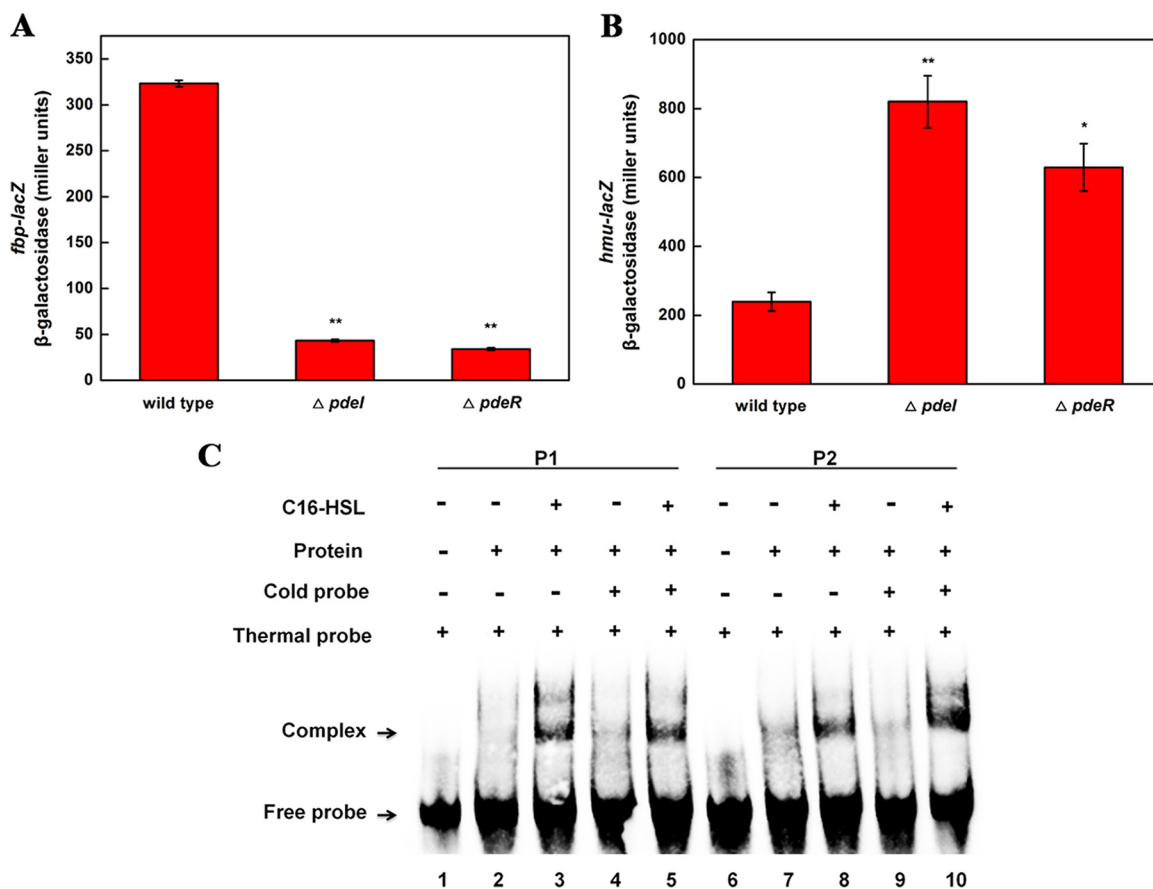 A
fbp-lacZ
β-galactosidase (miller units)
350
300
250
200
150
100
50
0
**
**
wild type
△ pdeI
△ pdeR
B
hmu-lacZ
β-galactosidase (miller units)
1000
800
600
400
200
0
**
*
wild type
△ pdeI
△ pdeR
C
P1 P2
C16-HSL - - + - + - - + - +
Protein - + + + + - + + + +
Cold probe - - - + + - - - + +
Thermal probe + + + + + + + + + +
Complex →
Free probe →
1 2 3 4 5 6 7 8 9 10